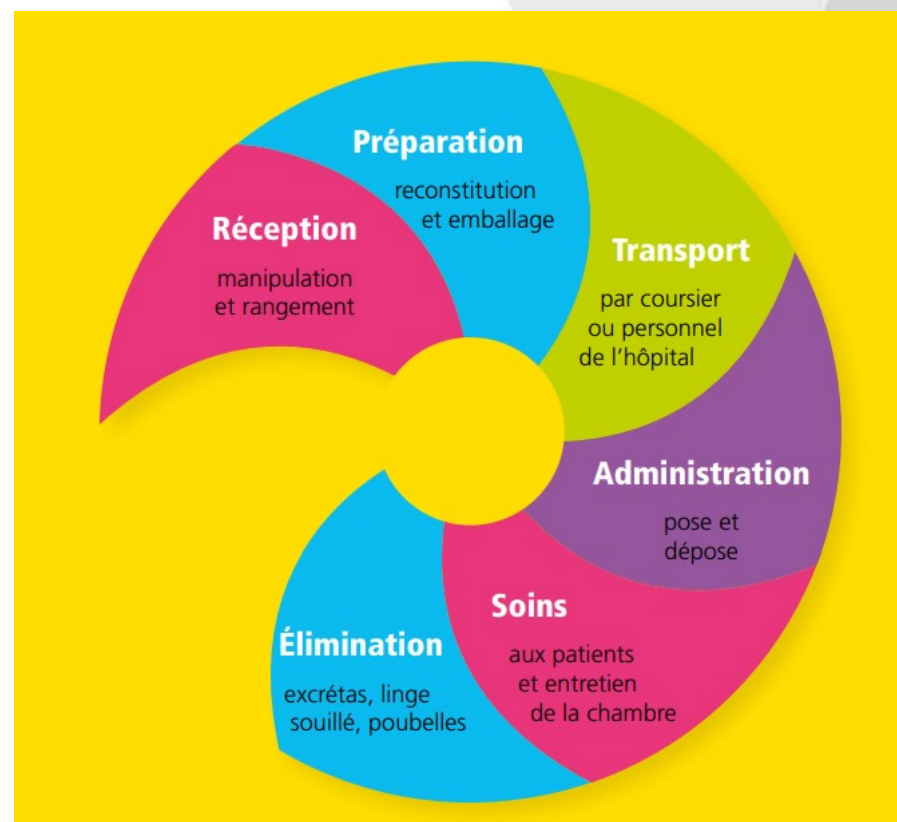 Réception
manipulation
et rangement
Préparation
reconstitution
et emballage
Transport
par coursier
ou personnel
de l'hôpital
Administration
pose et
dépose
Soins
aux patients
et entretien
de la chambre
Élimination
excrétas, linge
souillé, poubelles